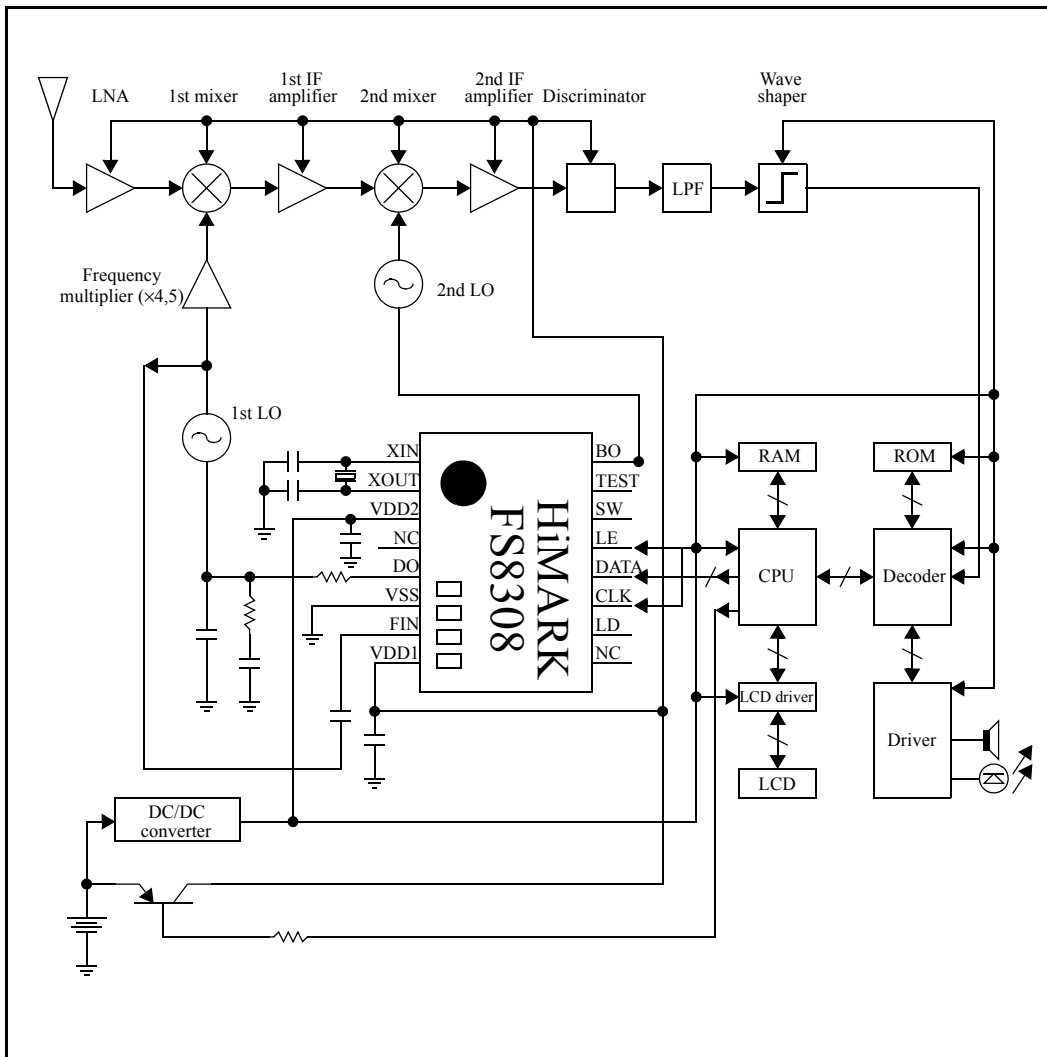 LNA
1st mixer
1st IF
amplifier
2nd mixer
2nd IF
amplifier
Discriminator
Wave
shaper
LPF
Frequency
multiplier (×4,5)
2nd LO
1st LO
XIN
XOUT
VDD2
NC
DO
VSS
FIN
VDD1
HiMARK
FS8308
BO
TEST
SW
LE
DATA
CLK
LD
NC
RAM
ROM
CPU
Decoder
LCD driver
Driver
LCD
DC/DC
converter